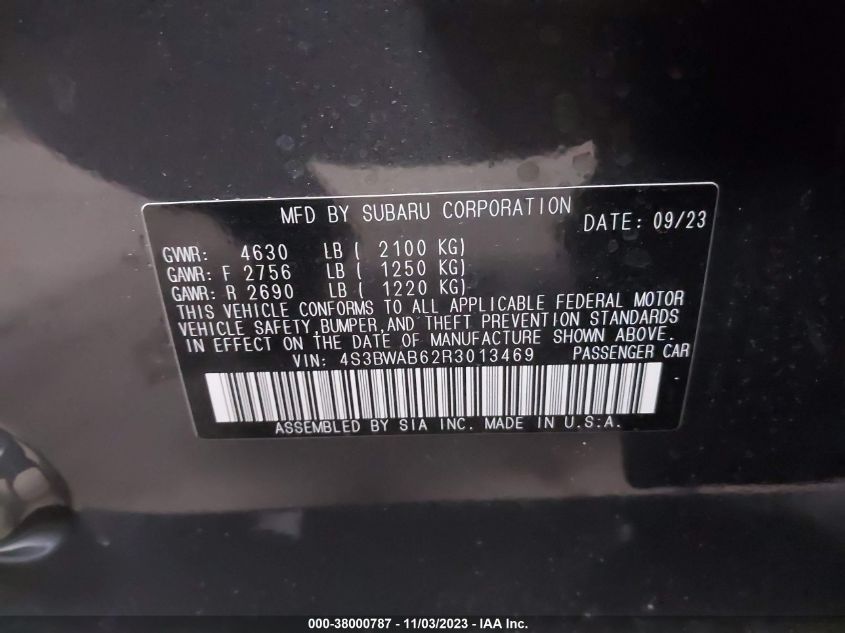 MFD BY SUBARU CORPORATION
DATE: 09/23
GVWR: 4630 LB ( 2100 KG)
GAWR: F 2756 LB ( 1250 KG)
GAWR: R 2690 LB ( 1220 KG)
THIS VEHICLE CONFORMS TO ALL APPLICABLE FEDERAL MOTOR
VEHICLE SAFETY,BUMPER,AND THEFT PREVENTION STANDARDS
IN EFFECT ON THE DATE OF MANUFACTURE SHOWN ABOVE.
VIN: 4S3BWAB62R3013469 PASSENGER CAR
ASSEMBLED BY SIA INC. MADE IN U.S.A.
000-38000787 - 11/03/2023 - IAA Inc.